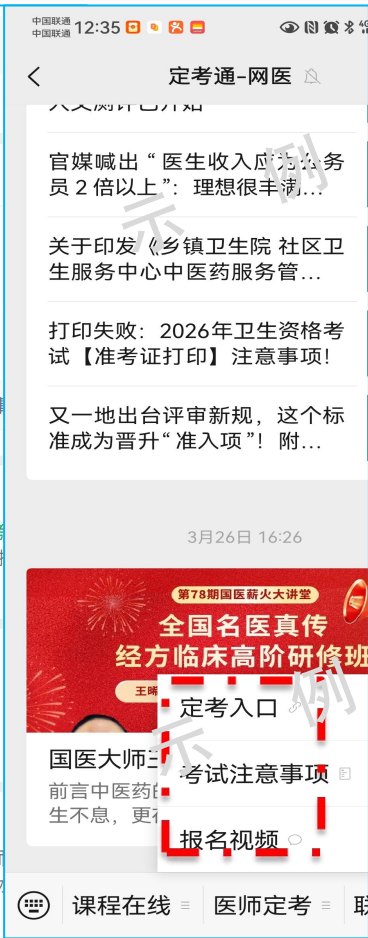 中国联通
中国联通 12:35
定考通-网医
官媒喊出“医生收入应为公务
员2倍以上”：理想很丰满...
关于印发《乡镇卫生院 社区卫
生服务中心中医药服务管...
打印失败：2026年卫生资格考
试【准考证打印】注意事项！
又一地出台评审新规，这个标
准成为晋升“准入项”！附...
3月26日 16:26
第78期国医薪火大讲堂
全国名医真传
经方临床高阶研修班
定考入口
国医大师王
考试注意事项
前言中医药的
生不息，更
报名视频
课程在线
医师定考
联
示例
示例